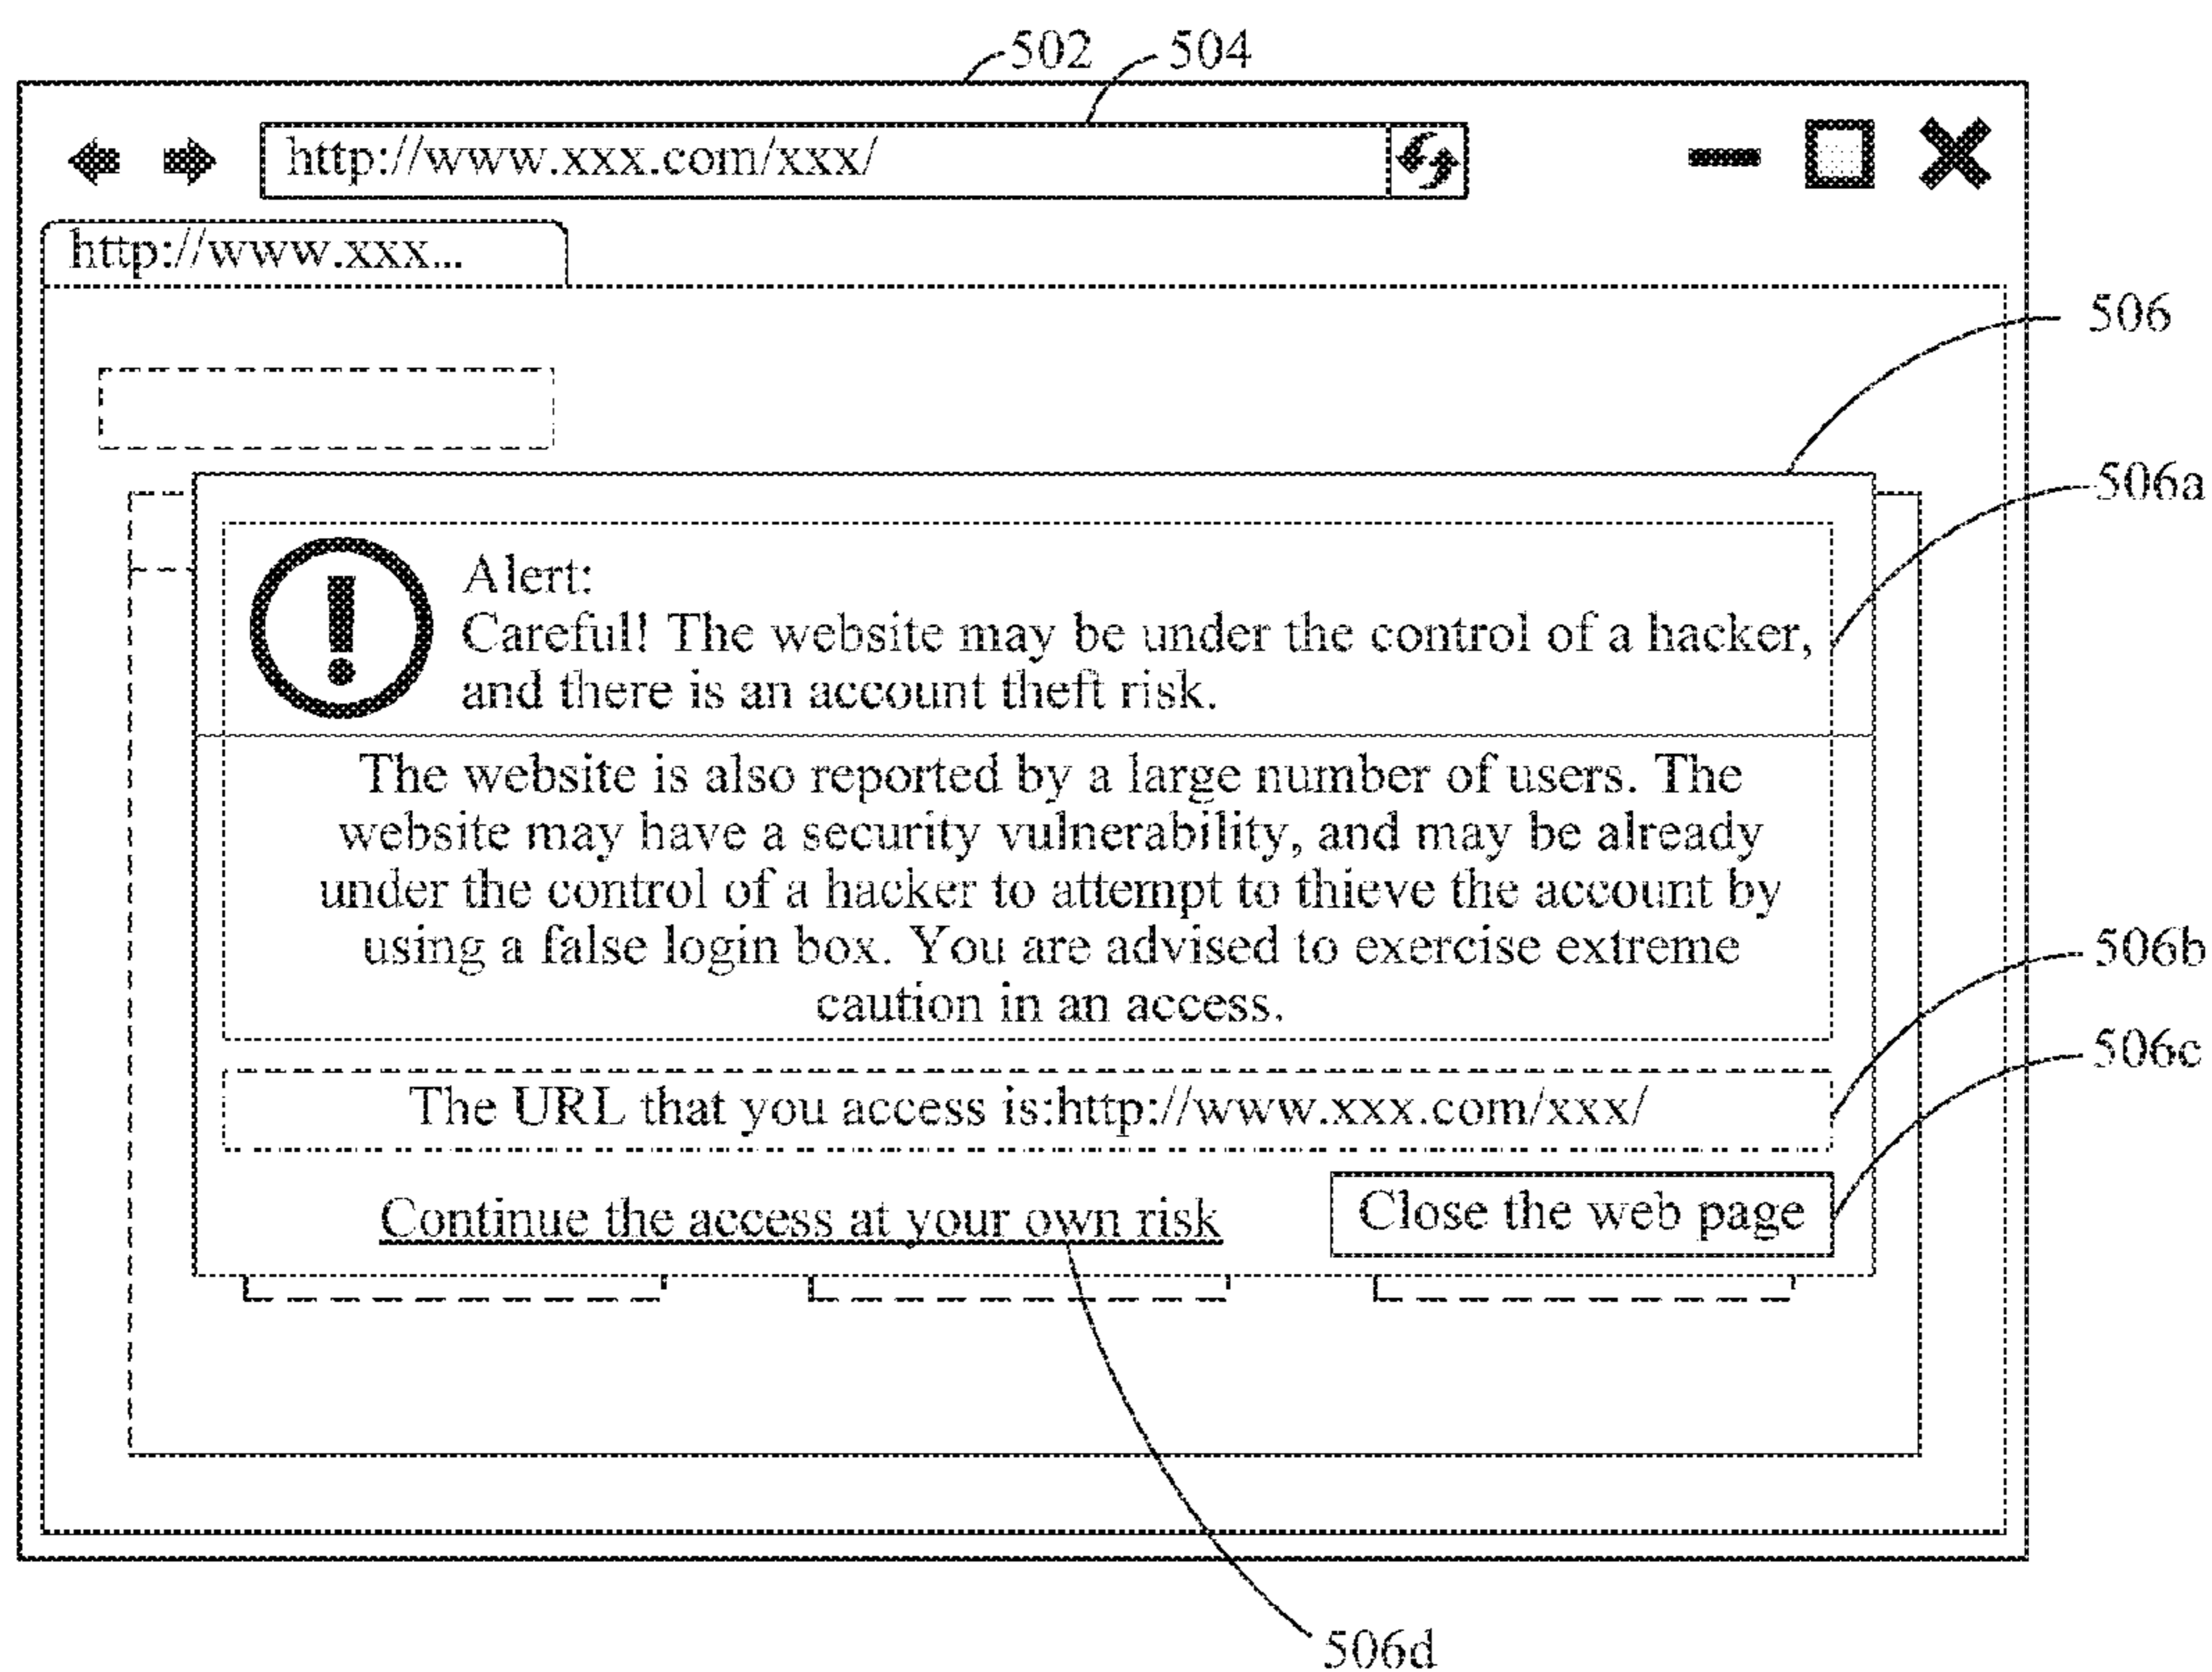 502
504
http://www.xxx.com/xxx/
http://www.xxx...
506
506a
Alert:
Careful! The website may be under the control of a hacker,
and there is an account theft risk.
The website is also reported by a large number of users. The
website may have a security vulnerability, and may be already
under the control of a hacker to attempt to thieve the account by
using a false login box. You are advised to exercise extreme
caution in an access.
506b
506c
The URL that you access is:http://www.xxx.com/xxx/
Continue the access at your own risk
Close the web page
506d